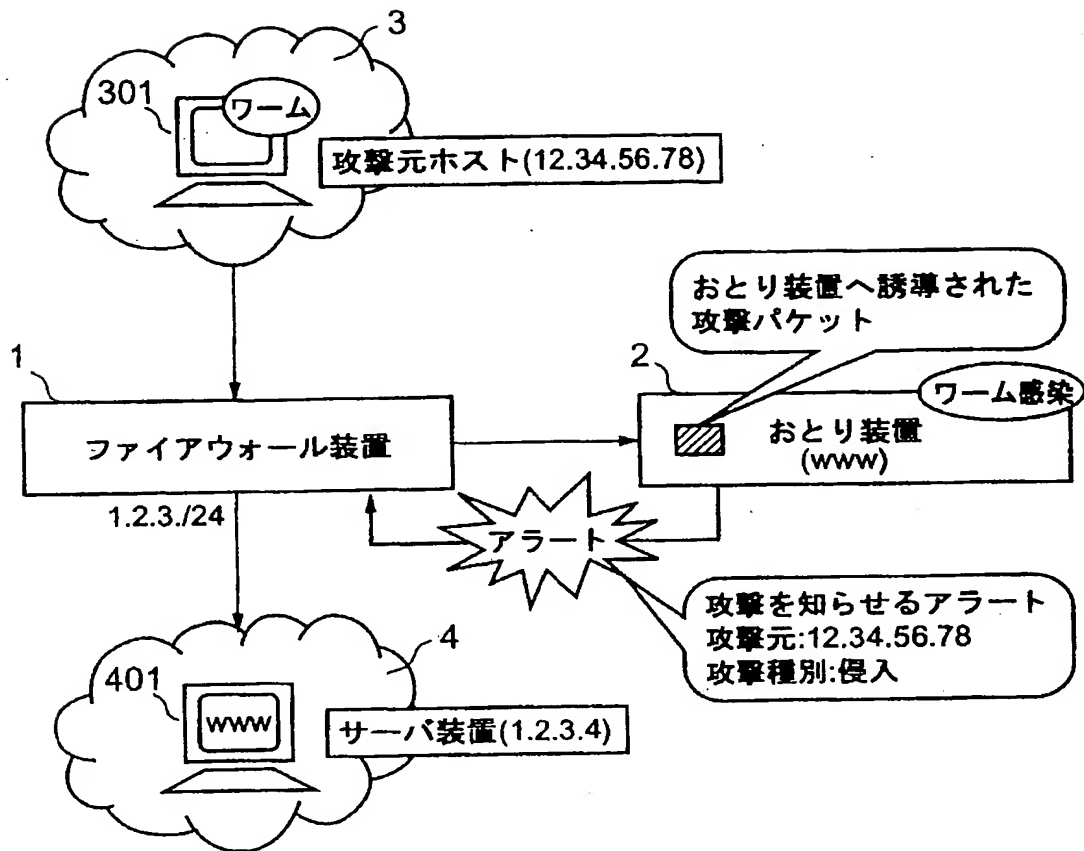 3
301
ワーム
攻撃元ホスト(12.34.56.78)
おとり装置へ誘導された
攻撃パケット
1
2
ワーム感染
ファイアウォール装置
おとり装置
(www)
1.2.3./24
アラート
攻撃を知らせるアラート
攻撃元:12.34.56.78
攻撃種別:侵入
4
401
www
サーバ装置(1.2.3.4)